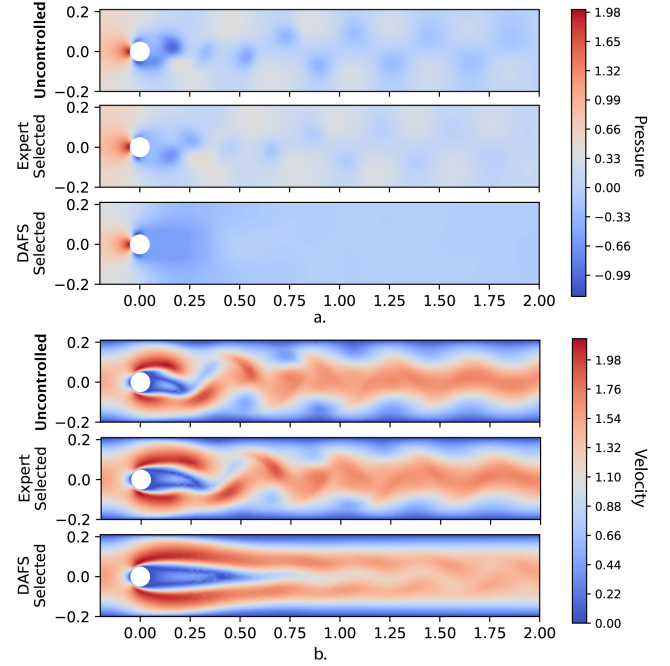 Uncontrolled
0.2
0.0
−0.2
Expert
Selected
0.2
0.0
−0.2
DAFS
Selected
0.2
0.0
−0.2
0.00 0.25 0.50 0.75 1.00 1.25 1.50 1.75 2.00
a.
1.98
1.65
1.32
0.99
0.66
0.33
0.00
−0.33
−0.66
−0.99
Pressure
Uncontrolled
0.2
0.0
−0.2
Expert
Selected
0.2
0.0
−0.2
DAFS
Selected
0.2
0.0
−0.2
0.00 0.25 0.50 0.75 1.00 1.25 1.50 1.75 2.00
b.
1.98
1.76
1.54
1.32
1.10
0.88
0.66
0.44
0.22
0.00
Velocity